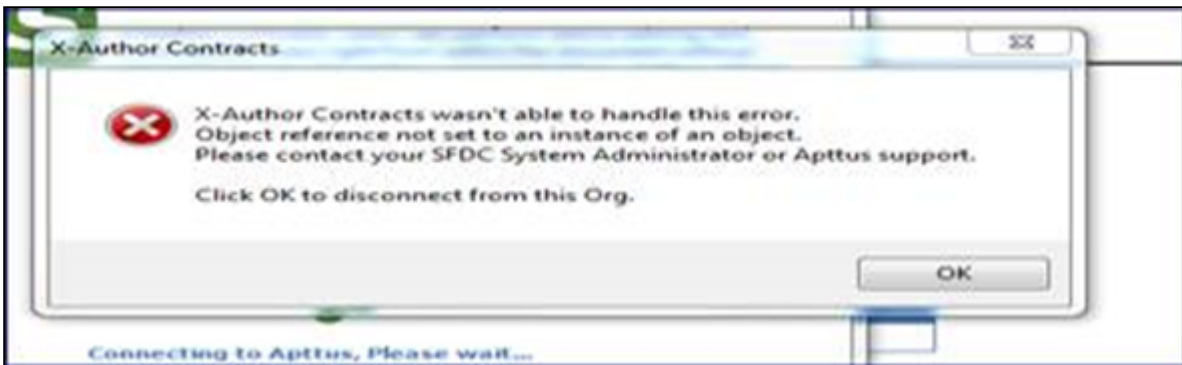 X-Author Contracts
X-Author Contracts wasn't able to handle this error.
Object reference not set to an instance of an object.
Please contact your SFDC System Administrator or Apttus support.
Click OK to disconnect from this Org.
OK
Connecting to Apttus, Please wait...